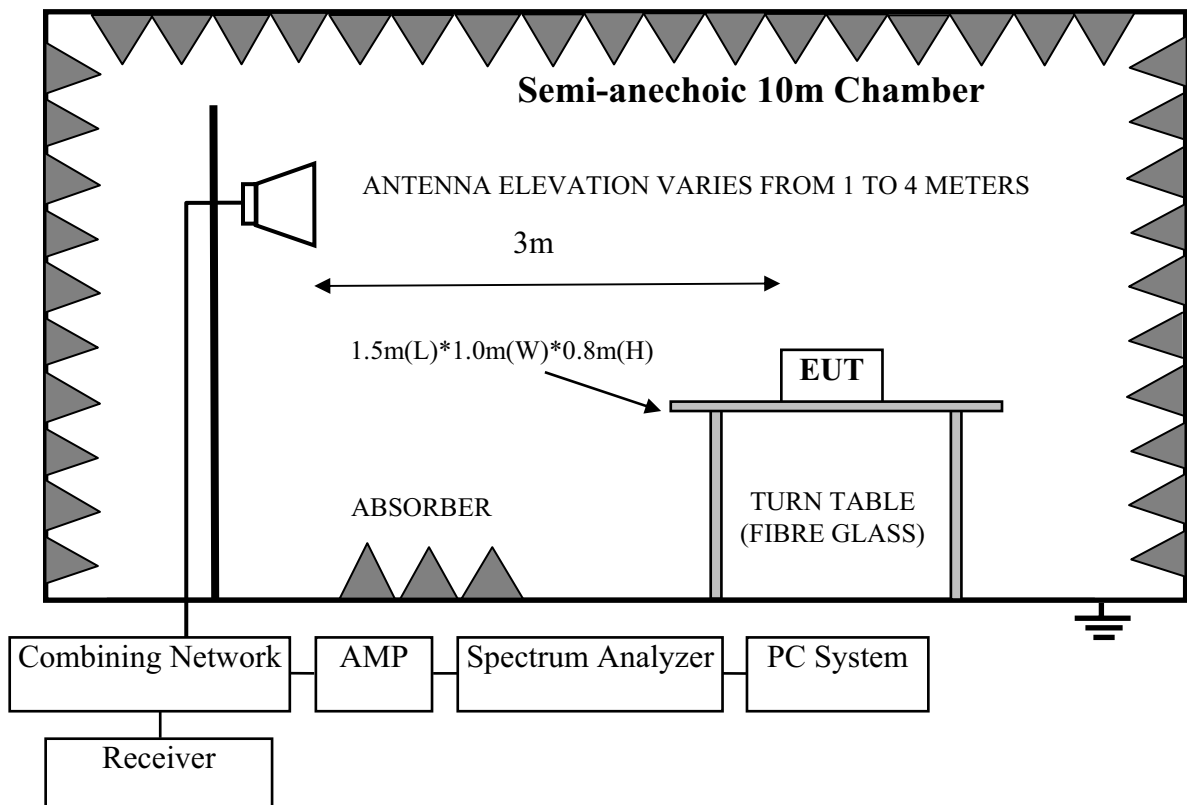 Semi-anechoic 10m Chamber
ANTENNA ELEVATION VARIES FROM 1 TO 4 METERS
3m
1.5m(L)*1.0m(W)*0.8m(H)
EUT
ABSORBER
TURN TABLE
(FIBRE GLASS)
Combining Network
AMP
Spectrum Analyzer
PC System
Receiver